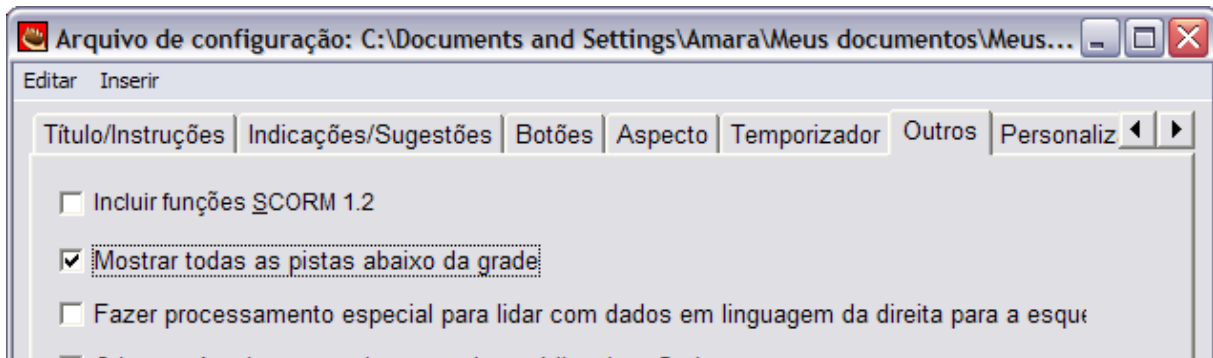 Arquivo de configuração: C:\Documents and Settings\Amara\Meus documentos\Meus...
Editar Inserir
Título/Instruções Indicações/Sugestões Botões Aspecto Temporizador Outros Personaliz
Incluir funções SCORM 1.2
Mostrar todas as pistas abaixo da grade
Fazer processamento especial para lidar com dados em linguagem da direita para a esque